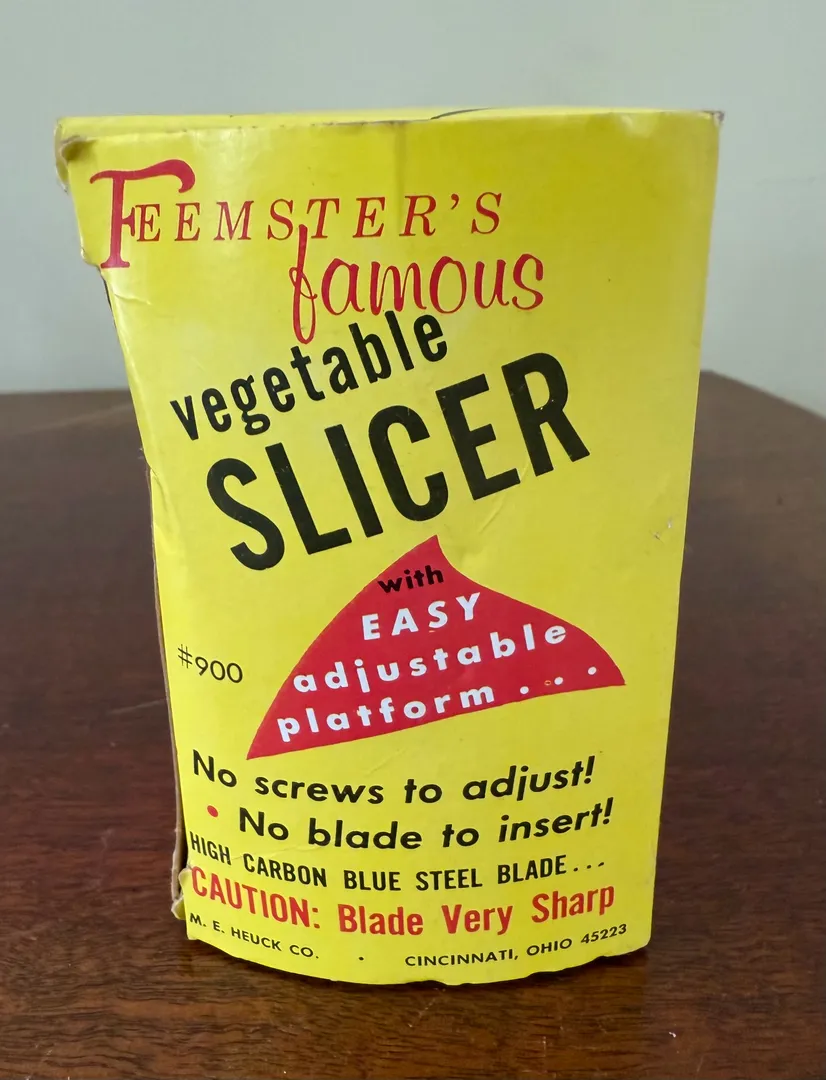 FEEMSTER'S
famous
vegetable
SLICER
with
EASY
adjustable
platform...
#900
No screws to adjust!
• No blade to insert!
HIGH CARBON BLUE STEEL BLADE...
CAUTION: Blade Very Sharp
M. E. HEUCK CO. • CINCINNATI, OHIO 45223